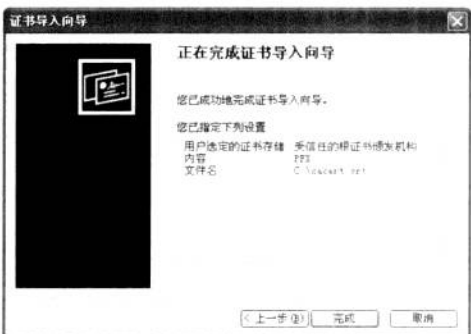 证书导入向导
正在完成证书导入向导
您已成功地完成证书导入向导。
您已指定下列设置
用户选定的证书存储 受信任的根证书颁发机构
内容 PFX
文件名
<上一步(B) 完成 取消